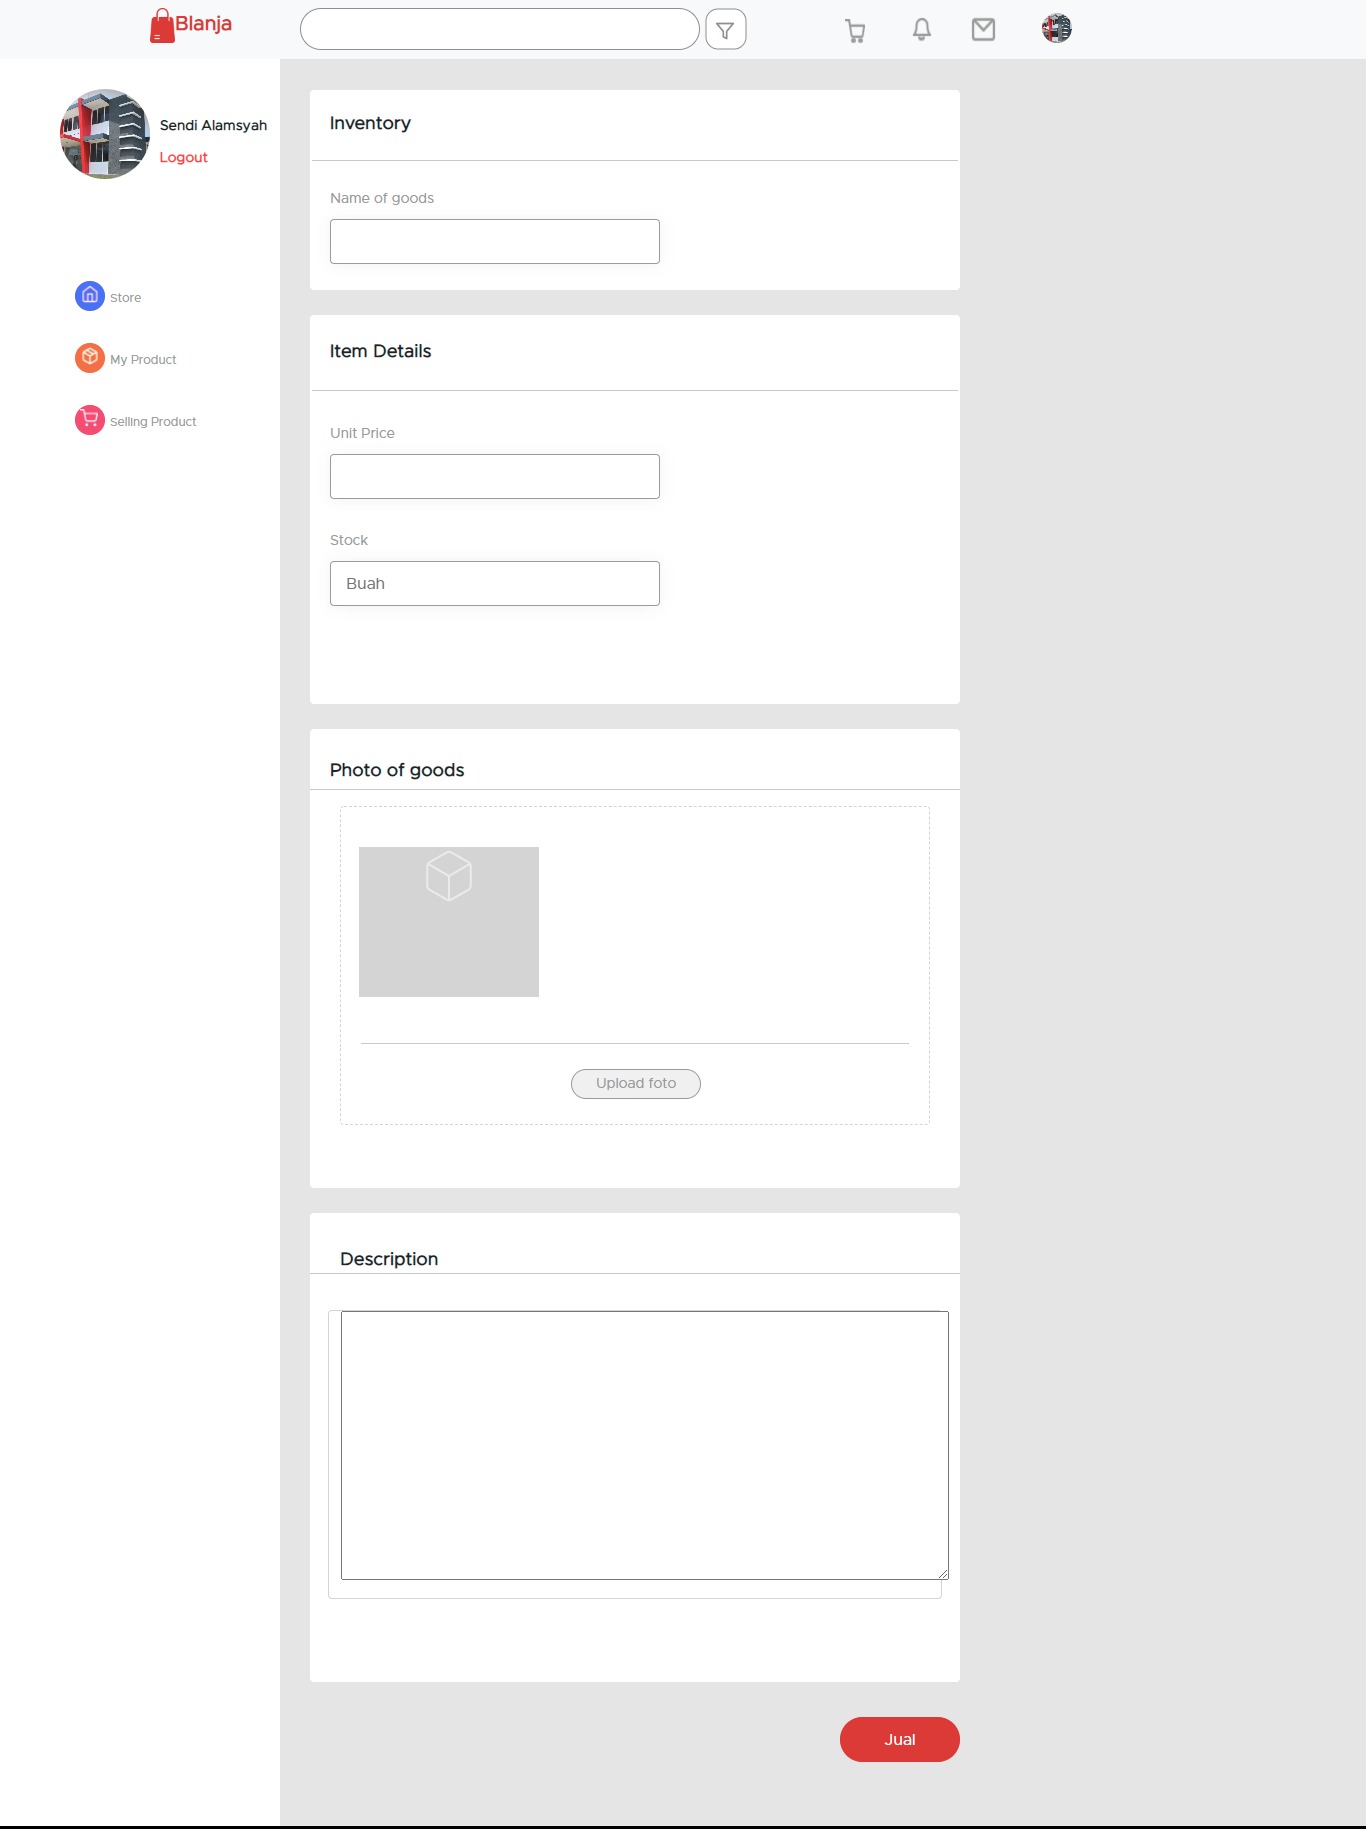 Blanja
Sendi Alamsyah
Logout
Store
My Product
Selling Product
Inventory
Name of goods
Item Details
Unit Price
Stock
Buah
Photo of goods
Upload foto
Description
Jual